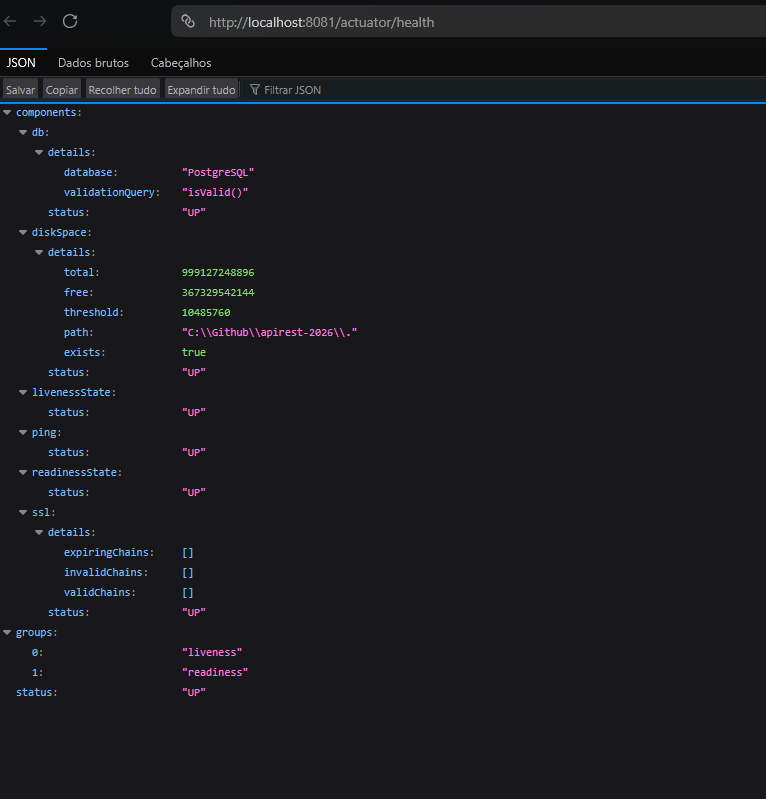 http://localhost:8081/actuator/health
JSON Dados brutos Cabeçalhos
Salvar Copiar Recolher tudo Expandir tudo Filtrar JSON
components:
db:
details:
database: "PostgreSQL"
validationQuery: "isValid()"
status: "UP"
diskSpace:
details:
total: 999127248896
free: 367329542144
threshold: 10485760
path: "C:\\Github\\apirest-2026\\."
exists: true
status: "UP"
livenessState:
status: "UP"
ping:
status: "UP"
readinessState:
status: "UP"
ssl:
details:
expiringChains: []
invalidChains: []
validChains: []
status: "UP"
groups:
0: "liveness"
1: "readiness"
status: "UP"